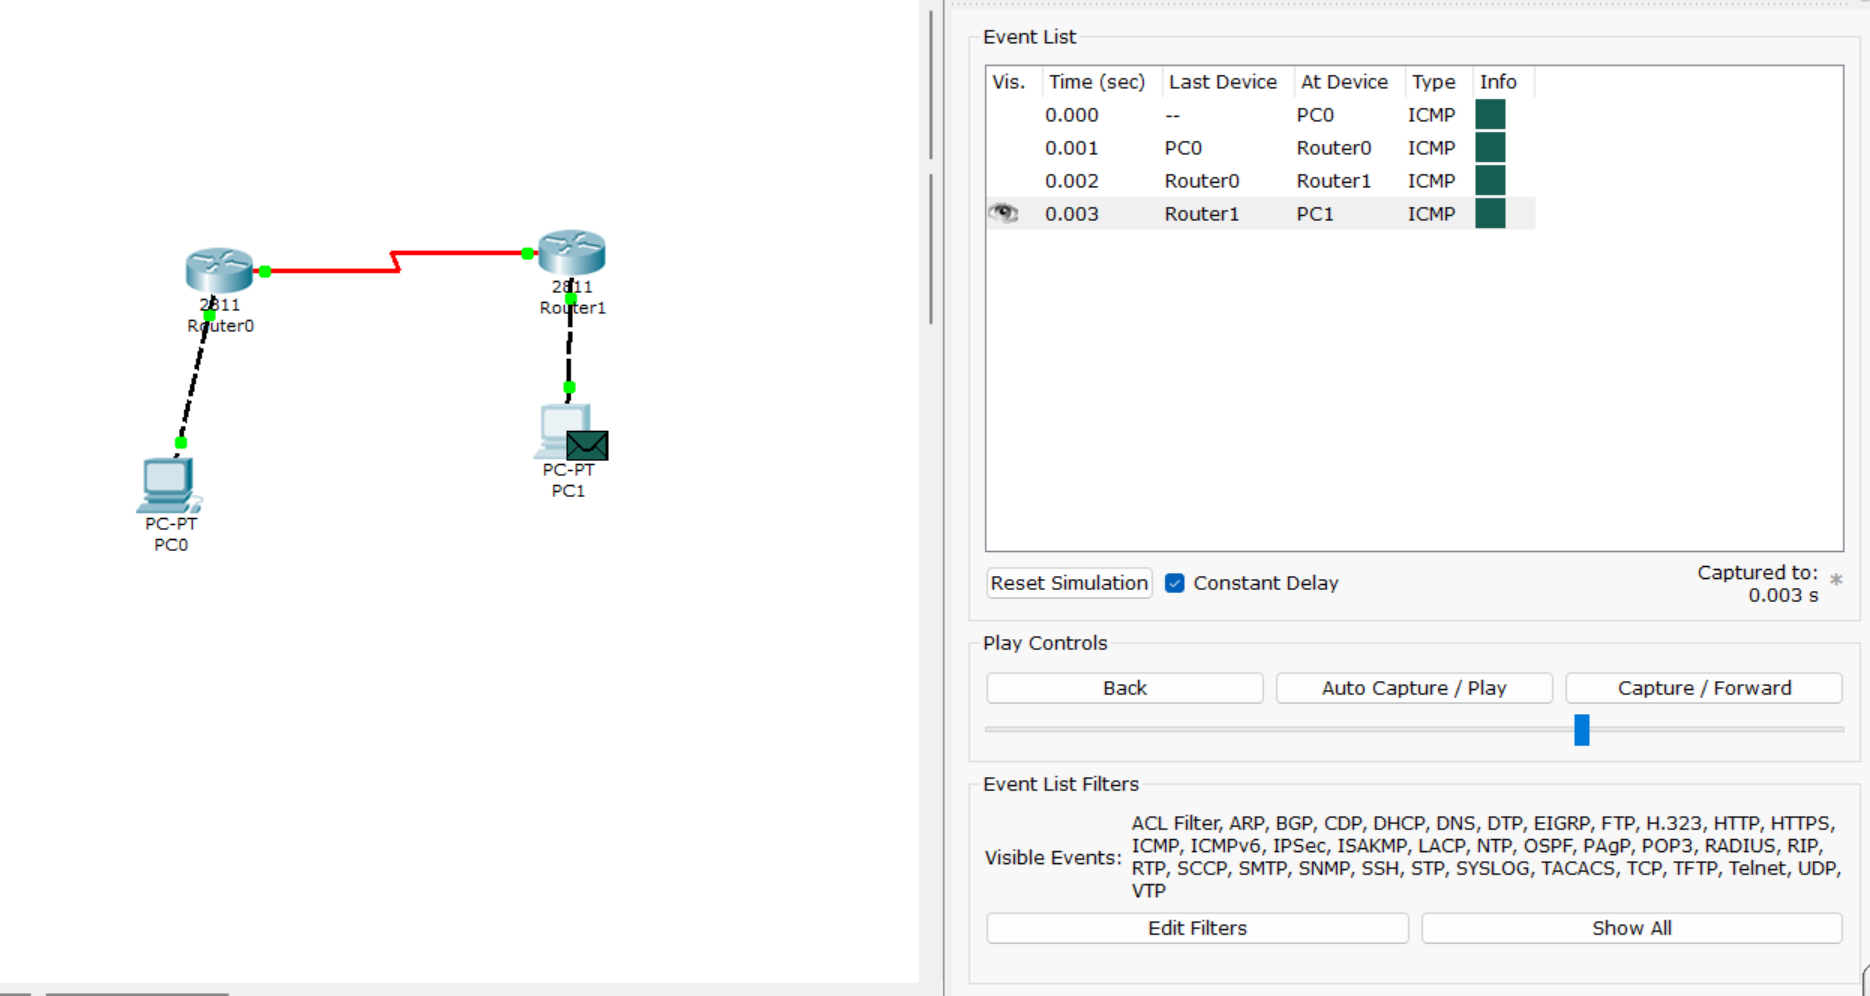 2811
Router0
2811
Router1
PC-PT
PC1
PC-PT
PC0
Event List
Vis. Time (sec) Last Device At Device Type Info
0.000 -- PC0 ICMP
0.001 PC0 Router0 ICMP
0.002 Router0 Router1 ICMP
0.003 Router1 PC1 ICMP
Reset Simulation Constant Delay
Captured to: *
0.003 s
Play Controls
Back Auto Capture / Play Capture / Forward
Event List Filters
Visible Events:
ACL Filter, ARP, BGP, CDP, DHCP, DNS, DTP, EIGRP, FTP, H.323, HTTP, HTTPS,
ICMP, ICMPv6, IPSec, ISAKMP, LACP, NTP, OSPF, PAgP, POP3, RADIUS, RIP,
RTP, SCCP, SMTP, SNMP, SSH, STP, SYSLOG, TACACS, TCP, TFTP, Telnet, UDP,
VTP
Edit Filters Show All